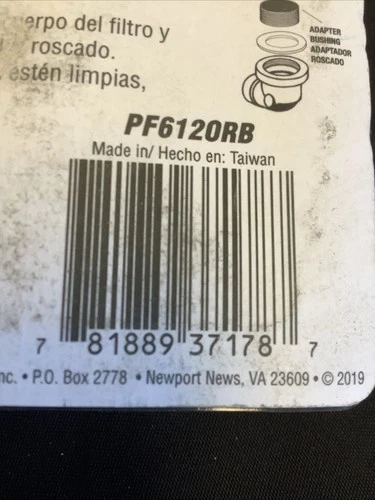 del filtro y
roscado.
estén limpias,
ADAPTER
BUSHING
ADAPTADOR
ROSCADO
PF6120RB
Made in/ Hecho en: Taiwan
7 81889 37178 7
nc. • P.O. Box 2778 • Newport News, VA 23609 • © 2019